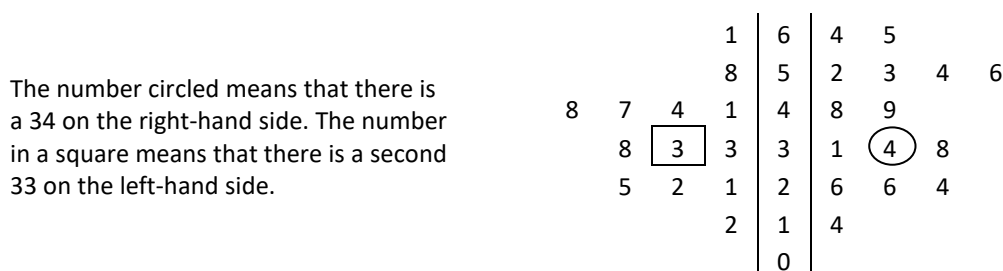 1 6 4 5
8 5 2 3 4 6
8 7 4 1 4 8 9
8 3 3 3 1 4 8
5 2 1 2 6 6 4
2 1 4
0
The number circled means that there is
a 34 on the right-hand side. The number
in a square means that there is a second
33 on the left-hand side.